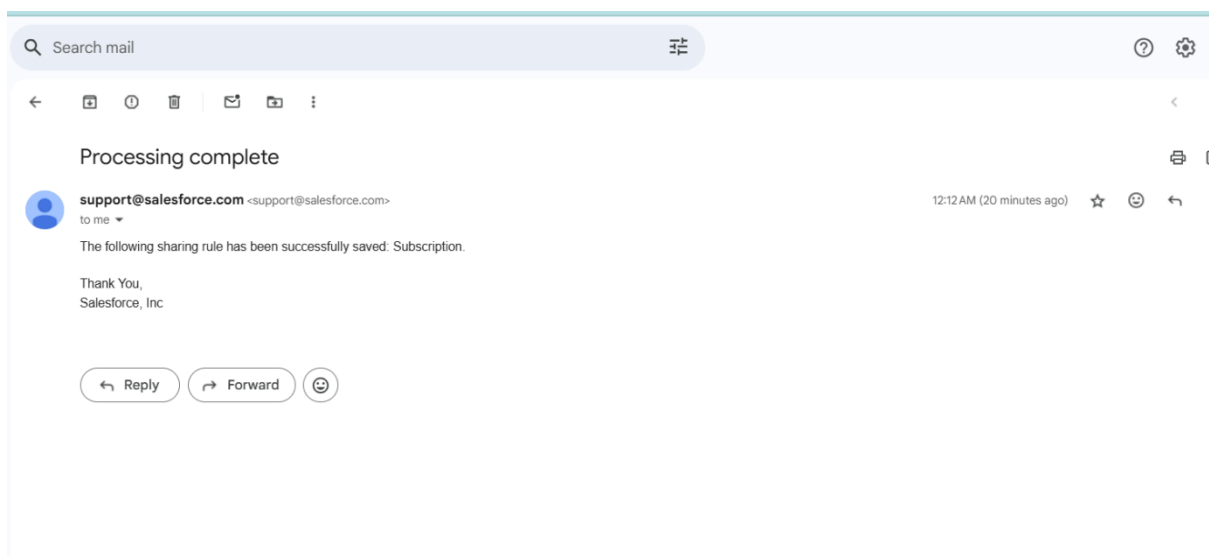 Search mail
Processing complete
support@salesforce.com <support@salesforce.com>
12:12 AM (20 minutes ago)
to me
The following sharing rule has been successfully saved: Subscription.
Thank You,
Salesforce, Inc
Reply
Forward